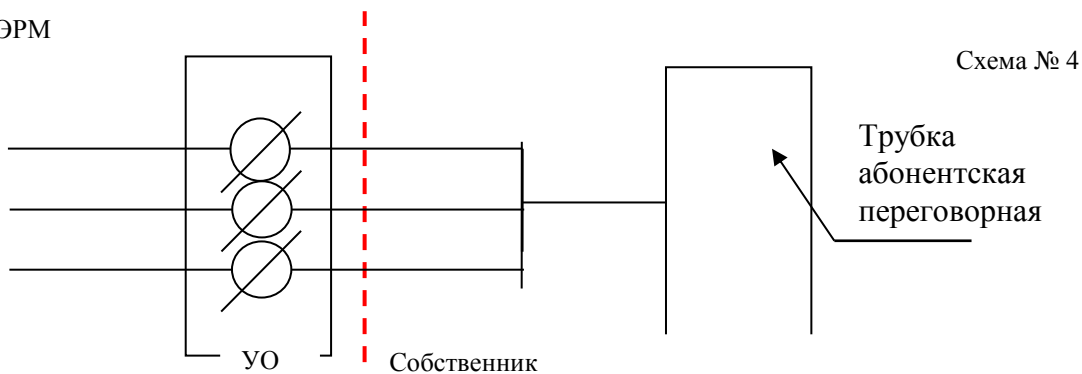 ЭРМ
Схема № 4
Трубка
абонентская
переговорная
УО
Собственник